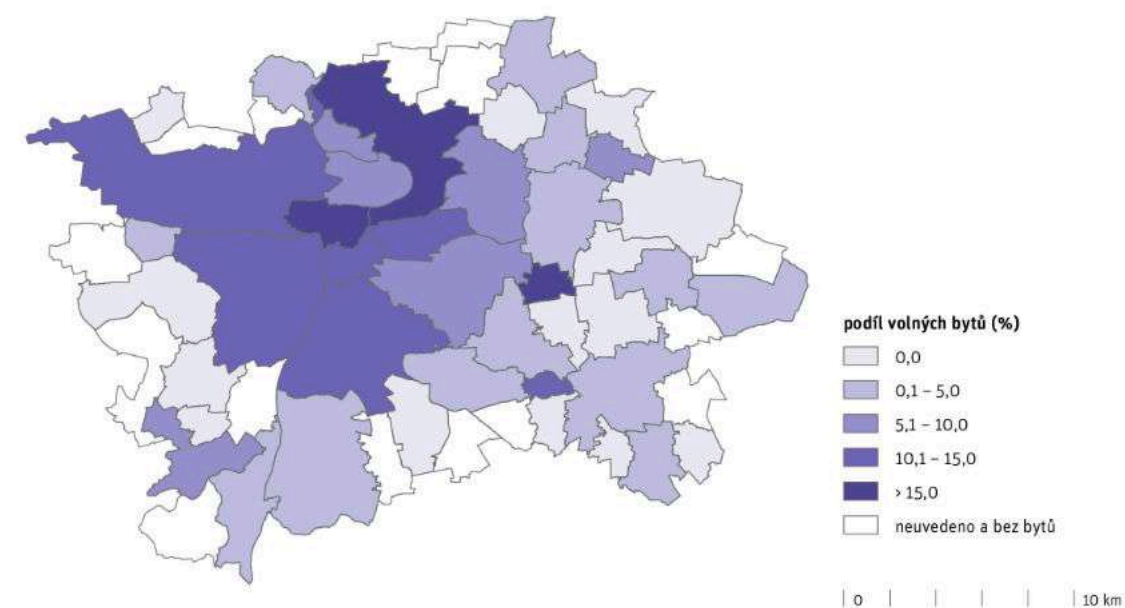 podíl volných bytů (%)
0,0
0,1 – 5,0
5,1 – 10,0
10,1 – 15,0
› 15,0
neuvedeno a bez bytů
0 10 km